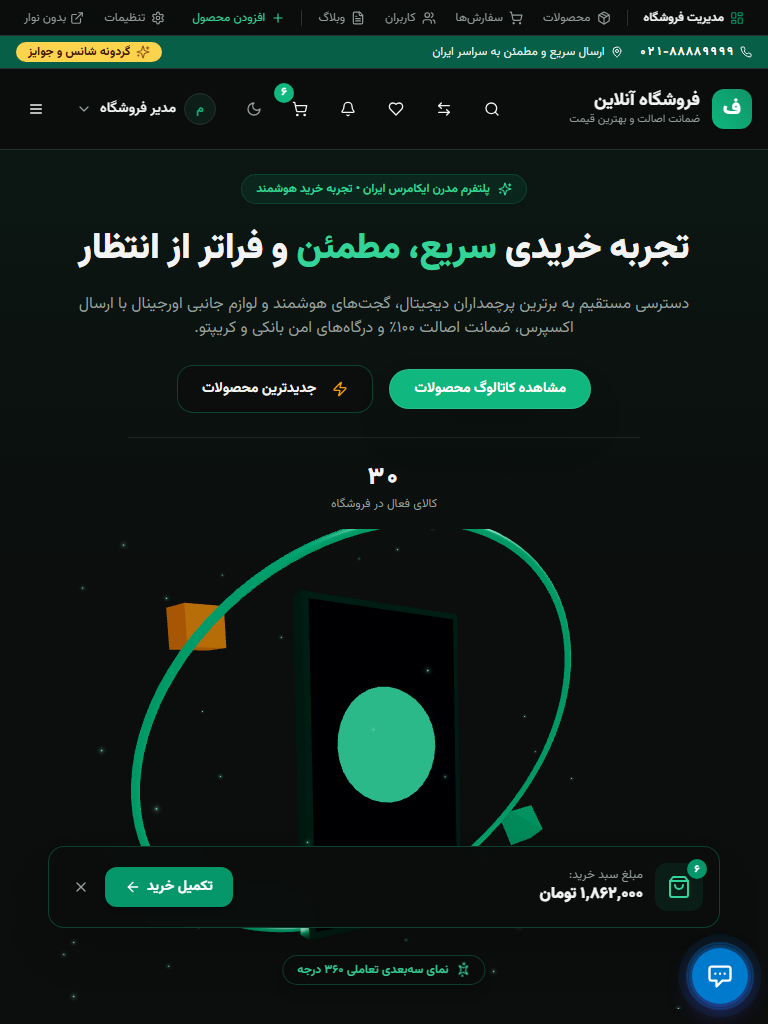 مدیریت فروشگاه
محصولات
سفارش‌ها
کاربران
وبلاگ
افزودن محصول
تنظیمات
بدون نوار
۰۲۱-۸۸۸۸۹۹۹۹
ارسال سریع و مطمئن به سراسر ایران
گردونه شانس و جوایز
ف
فروشگاه آنلاین
ضمانت اصالت و بهترین قیمت
۶
م
مدیر فروشگاه
پلتفرم مدرن ایکامرس ایران • تجربه خرید هوشمند
تجربه خریدی سریع، مطمئن و فراتر از انتظار
دسترسی مستقیم به برترین پرچمداران دیجیتال، گجت‌های هوشمند و لوازم جانبی اورجینال با ارسال
اکسپرس، ضمانت اصالت ۱۰۰٪ و درگاه‌های امن بانکی و کریپتو.
مشاهده کاتالوگ محصولات
جدیدترین محصولات
۳۰
کالای فعال در فروشگاه
۶
مبلغ سبد خرید:
۱,۸۶۲,۰۰۰ تومان
تکمیل خرید
نمای سه‌بعدی تعاملی ۳۶۰ درجه